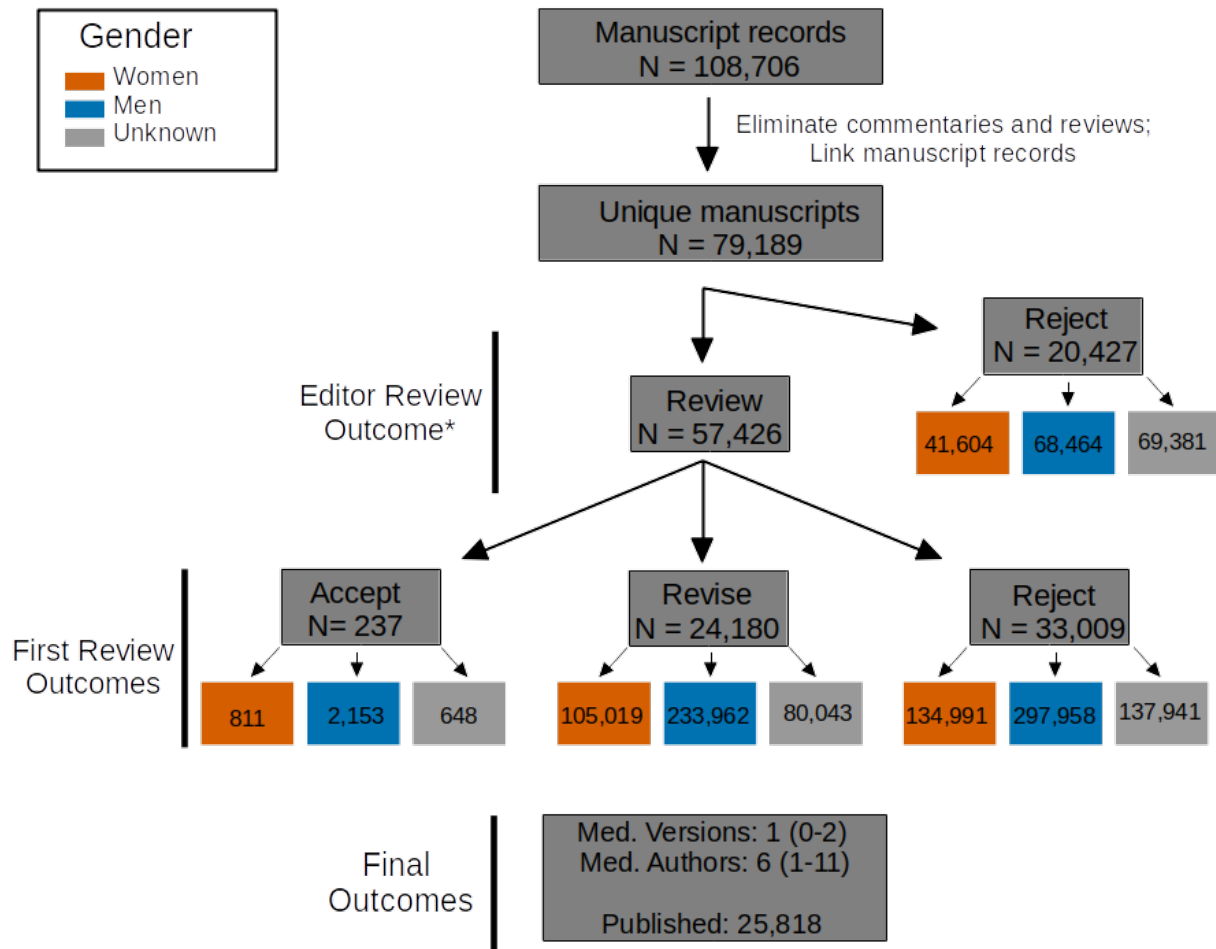 Gender
Women
Men
Unknown
Manuscript records
N = 108,706
Eliminate commentaries and reviews;
Link manuscript records
Unique manuscripts
N = 79,189
Editor Review
Outcome*
Review
N = 57,426
Reject
N = 20,427
41,604
68,464
69,381
First Review
Outcomes
Accept
N= 237
811
2,153
648
Revise
N = 24,180
105,019
233,962
80,043
Reject
N = 33,009
134,991
297,958
137,941
Final
Outcomes
Med. Versions: 1 (0-2)
Med. Authors: 6 (1-11)
Published: 25,818